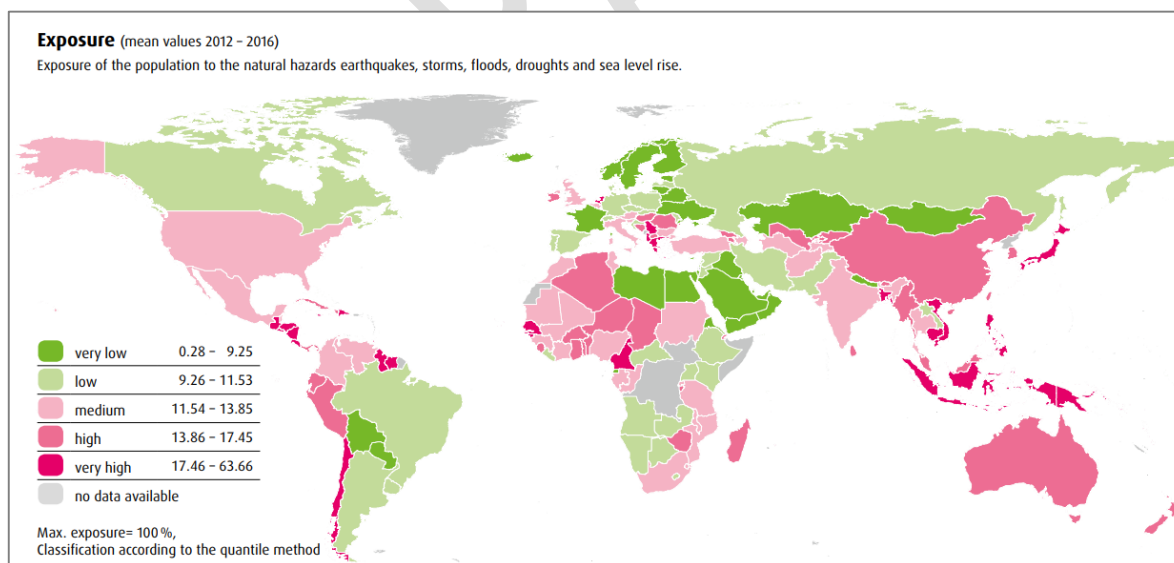 Exposure (mean values 2012 – 2016)
Exposure of the population to the natural hazards earthquakes, storms, floods, droughts and sea level rise.
very low 0.28 – 9.25
low 9.26 – 11.53
medium 11.54 – 13.85
high 13.86 – 17.45
very high 17.46 – 63.66
no data available
Max. exposure= 100 %,
Classification according to the quantile method